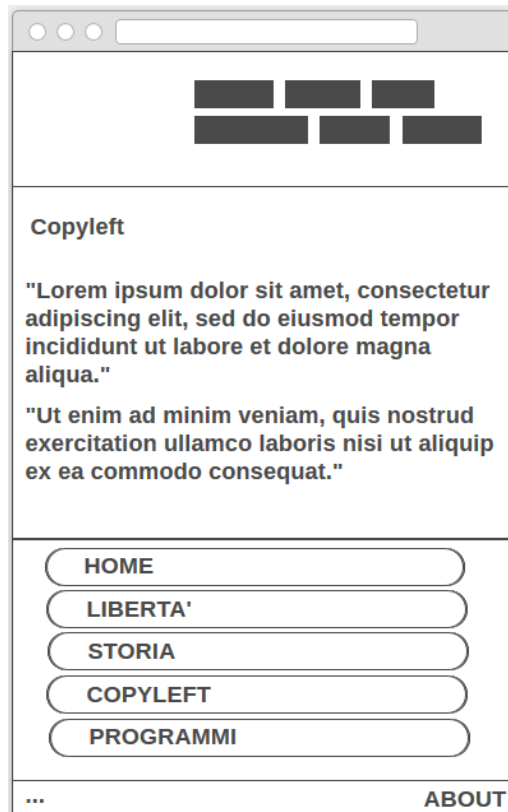 Copyleft
"Lorem ipsum dolor sit amet, consectetur
adipiscing elit, sed do eiusmod tempor
incididunt ut labore et dolore magna
aliqua."
"Ut enim ad minim veniam, quis nostrud
exercitation ullamco laboris nisi ut aliquip
ex ea commodo consequat."
HOME
LIBERTA'
STORIA
COPYLEFT
PROGRAMMI
... ABOUT